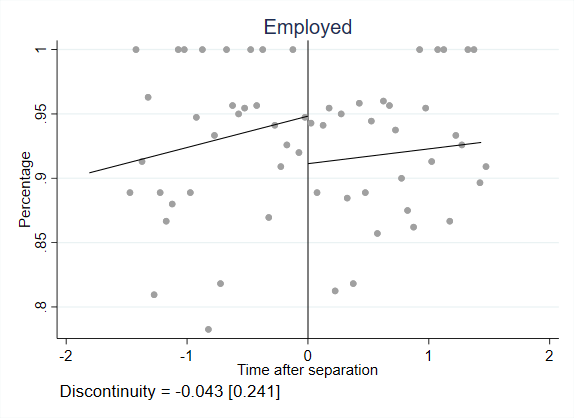 Employed
Percentage
1
.95
.9
.85
.8
-2 -1 0 1 2
Time after separation
Discontinuity = -0.043 [0.241]